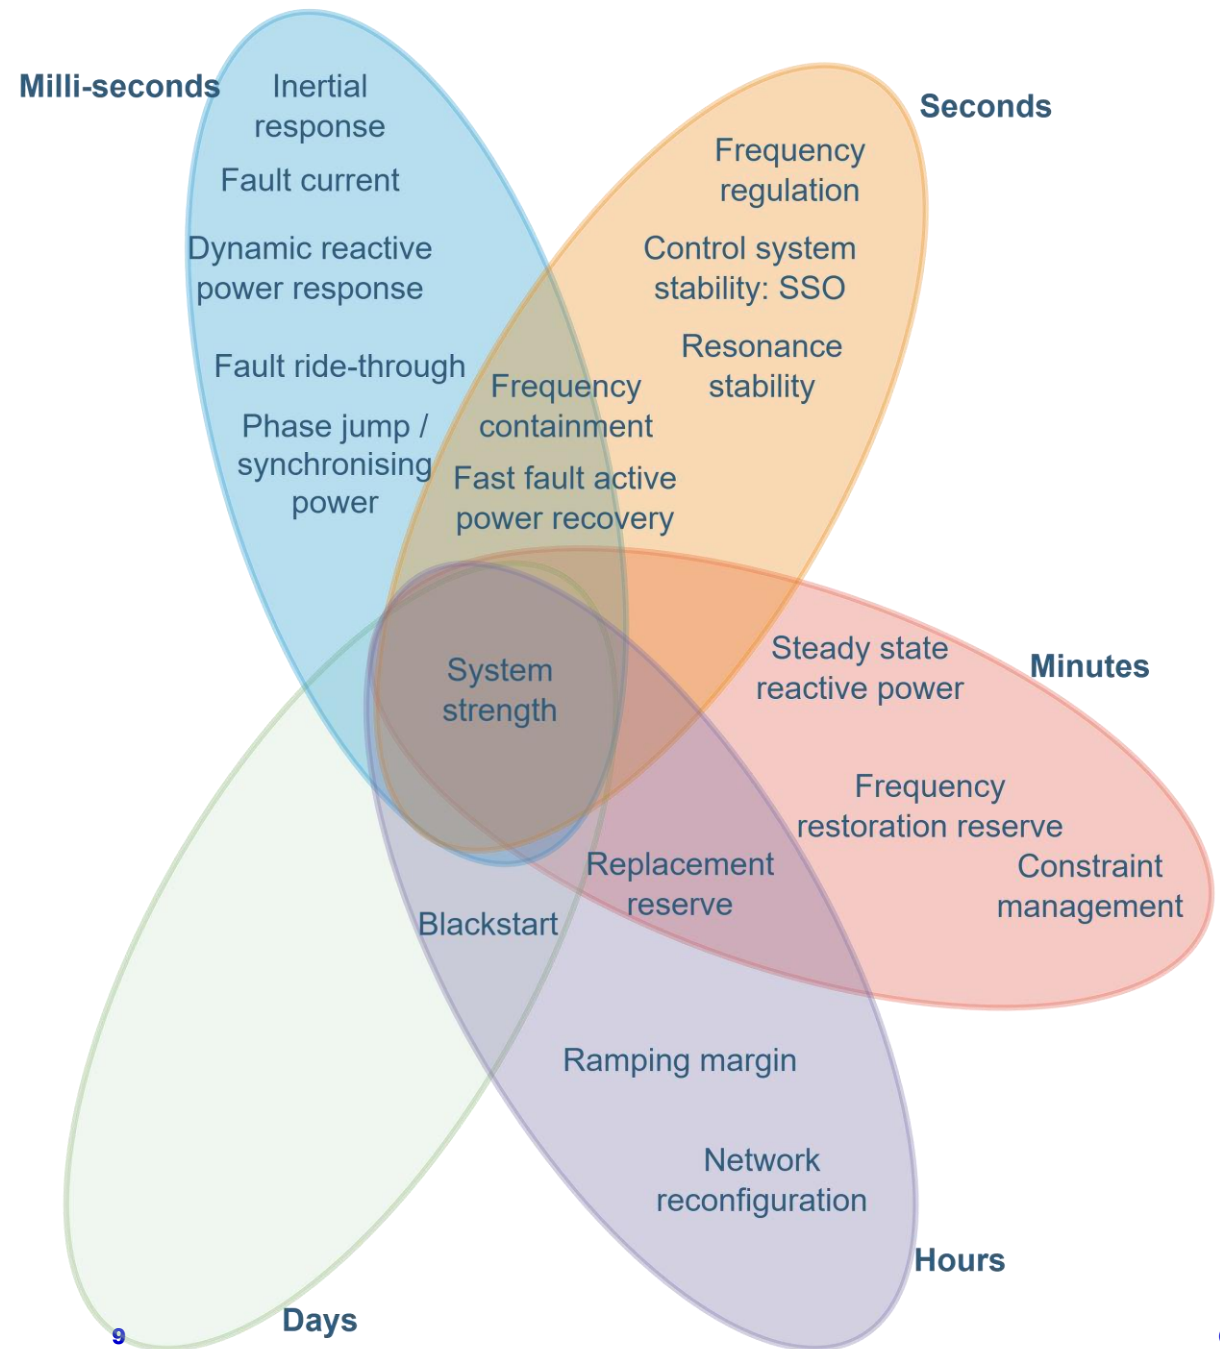 Milli-seconds
Inertial
response
Fault current
Dynamic reactive
power response
Fault ride-through
Phase jump /
synchronising
power
Seconds
Frequency
regulation
Control system
stability: SSO
Resonance
stability
Frequency
containment
Fast fault active
power recovery
System
strength
Steady state
reactive power
Minutes
Frequency
restoration reserve
Constraint
management
Replacement
reserve
Blackstart
Ramping margin
Network
reconfiguration
Hours
Days
9